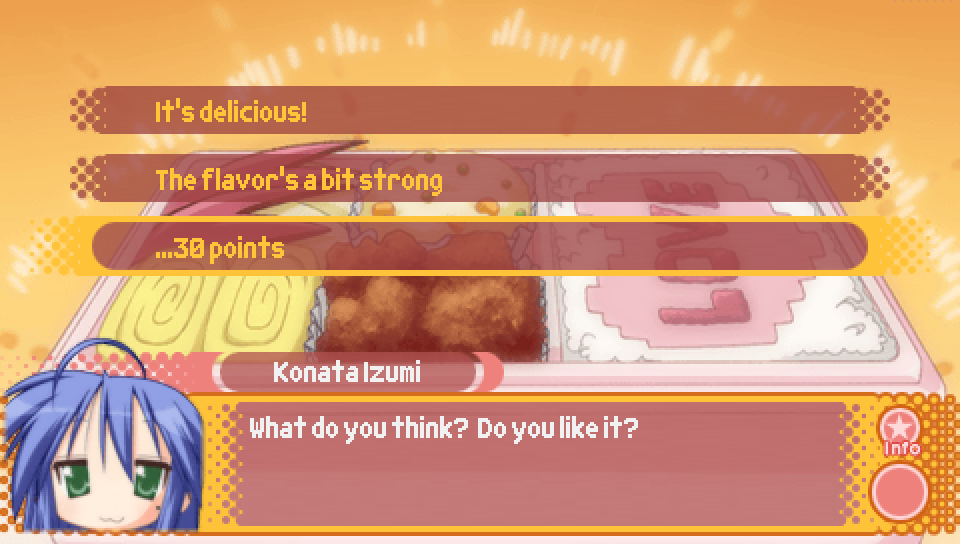 It's delicious!
The flavor's a bit strong
...30 points
LOVE
Konata Izumi
What do you think? Do you like it?
Info